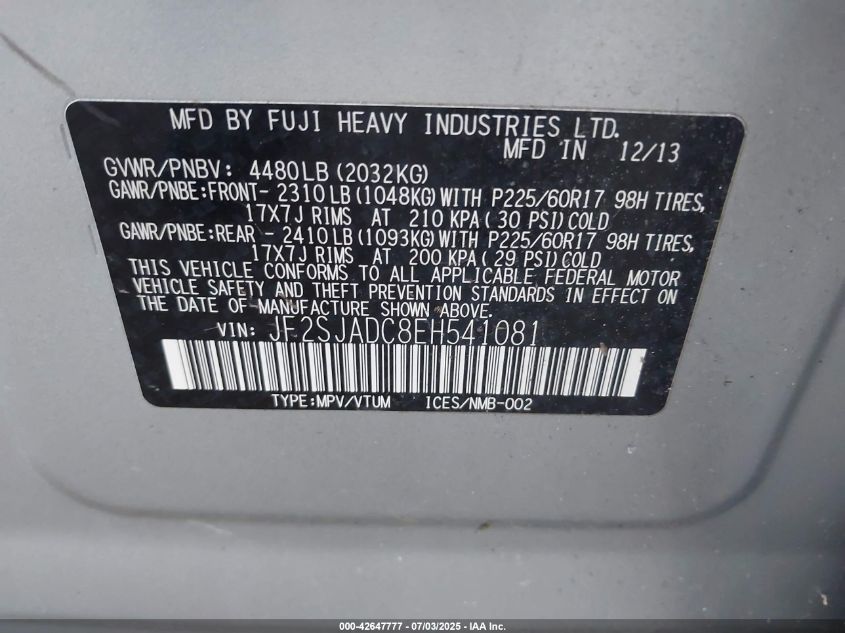 MFD BY FUJI HEAVY INDUSTRIES LTD.
MFD IN 12/13
GVWR/PNBV: 4480LB (2032KG)
GAWR/PNBE:FRONT- 2310LB (1048KG) WITH P225/60R17 98H TIRES,
17X7J RIMS AT 210 KPA (30 PSI) COLD
GAWR/PNBE:REAR - 2410LB (1093KG) WITH P225/60R17 98H TIRES,
17X7J RIMS AT 200 KPA (29 PSI) COLD
THIS VEHICLE CONFORMS TO ALL APPLICABLE FEDERAL MOTOR
VEHICLE SAFETY AND THEFT PREVENTION STANDARDS IN EFFECT ON
THE DATE OF MANUFACTURE SHOWN ABOVE.
VIN: JF2SJADC8EH541081
TYPE:MPV/VTUM ICES/NMB-002
000-42647777 - 07/03/2025 - IAA Inc.